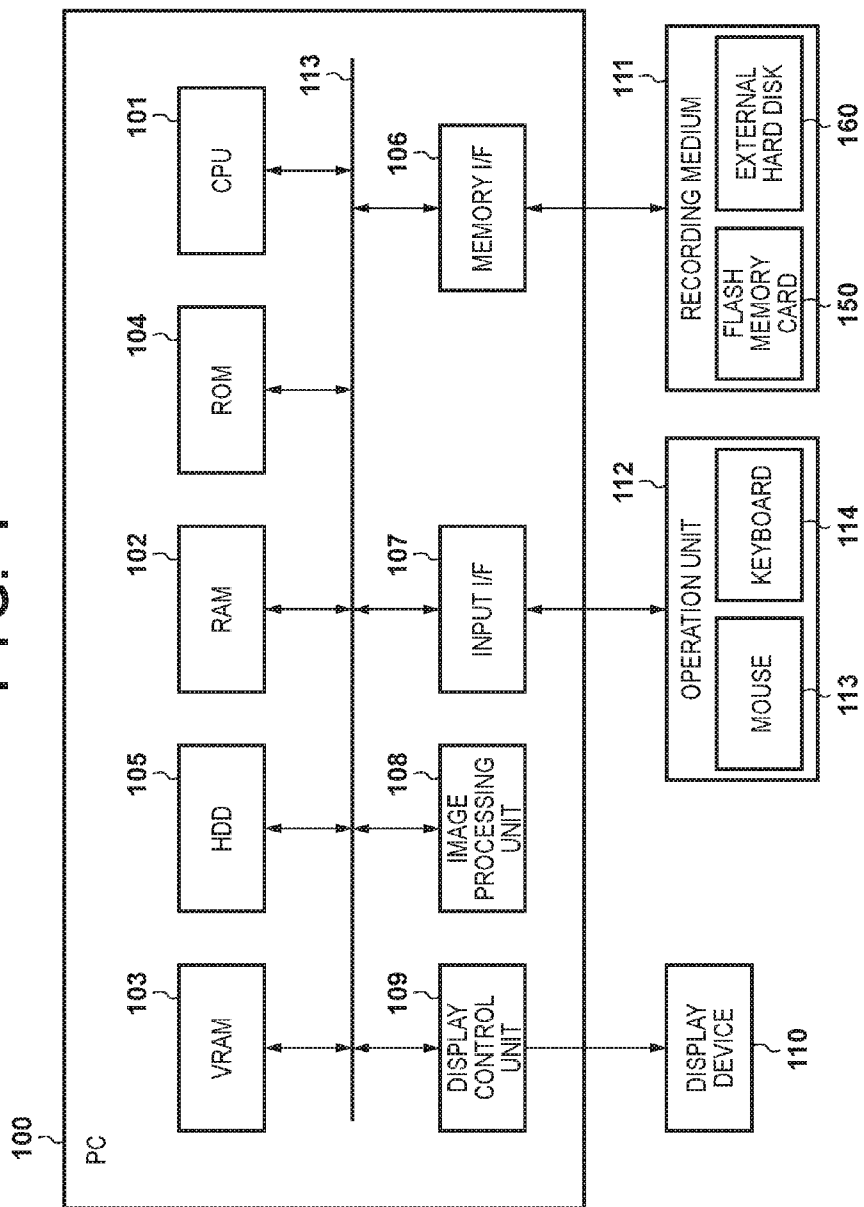 100
PC
103
105
102
104
101
VRAM
HDD
RAM
ROM
CPU
113
109
108
107
106
DISPLAY
CONTROL
UNIT
IMAGE
PROCESSING
UNIT
INPUT I/F
MEMORY I/F
112
111
DISPLAY
DEVICE
110
OPERATION UNIT
MOUSE
KEYBOARD
113
114
RECORDING MEDIUM
FLASH
MEMORY
CARD
EXTERNAL
HARD DISK
150
160